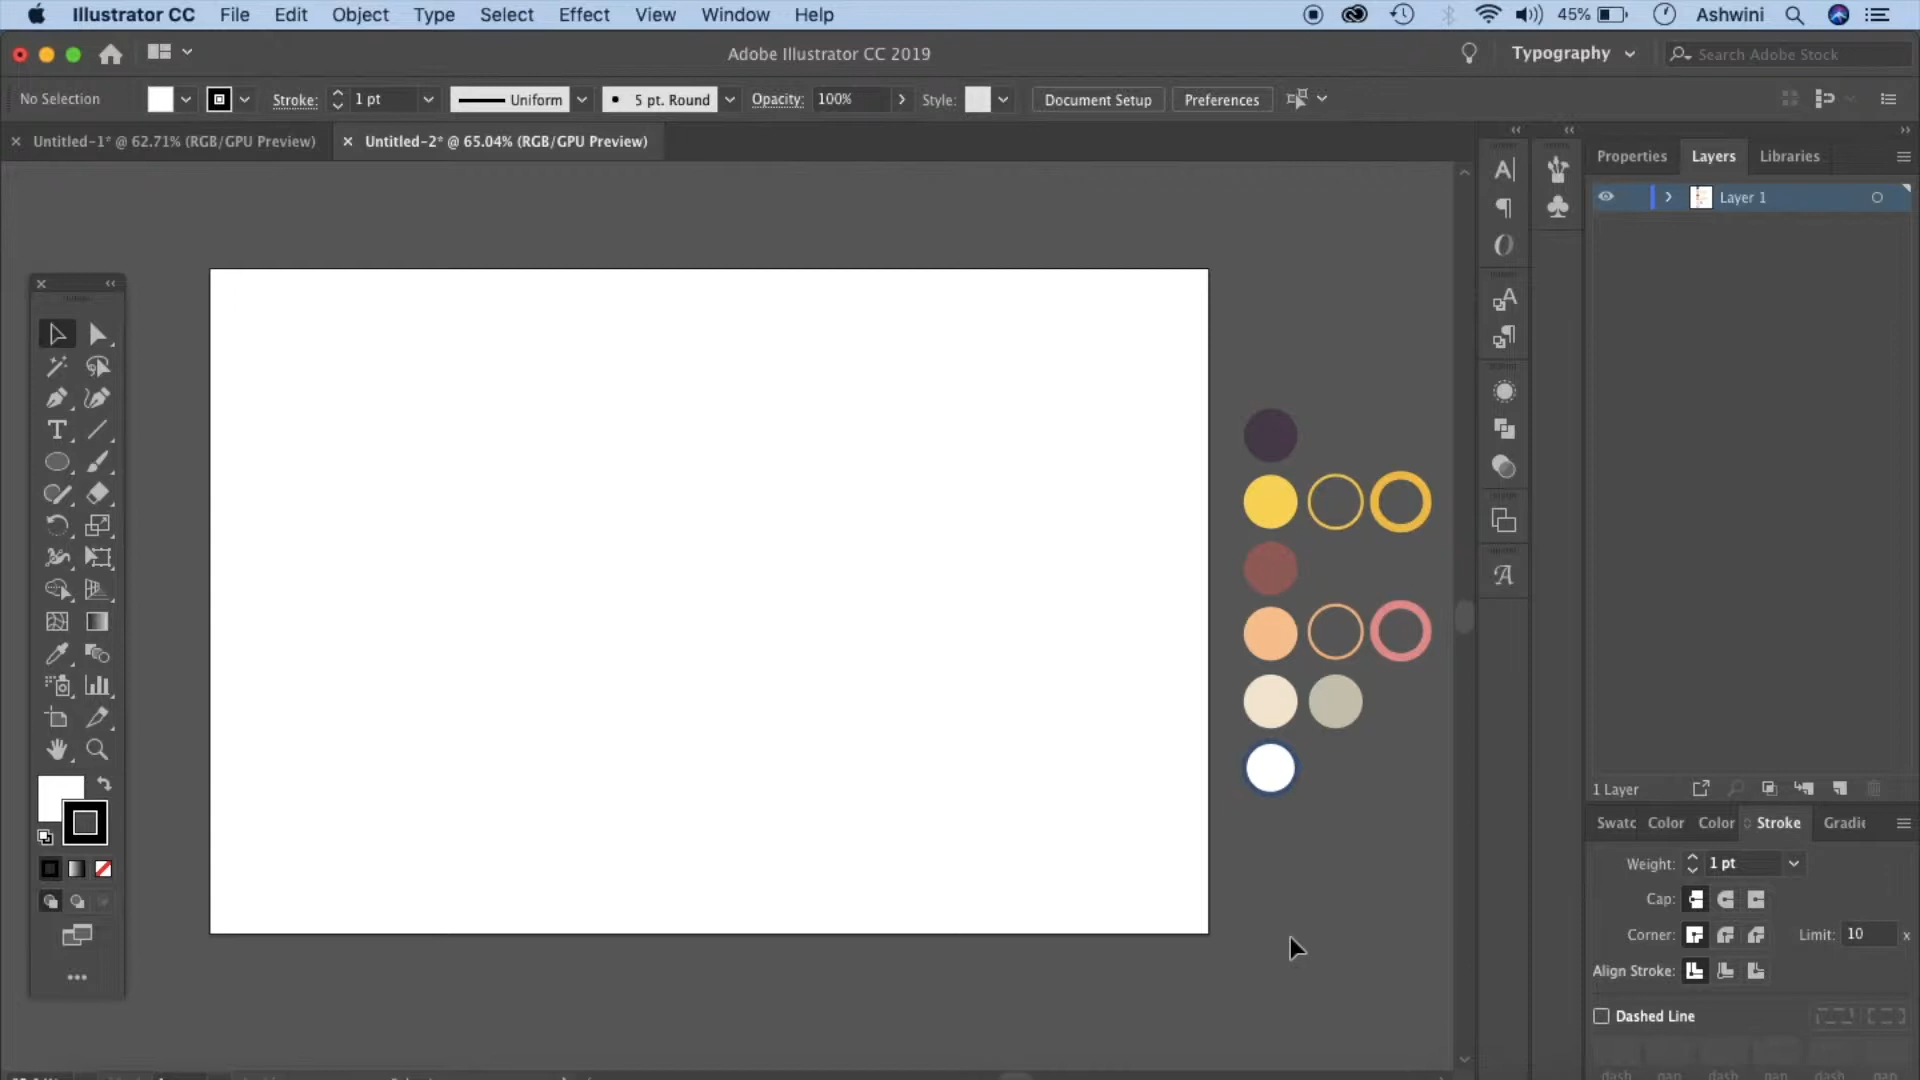 Illustrator CC File Edit Object Type Select Effect View Window Help 45% Ashwini
Adobe Illustrator CC 2019 Typography Search Adobe Stock
No Selection Stroke: 1 pt Uniform 5 pt. Round Opacity: 100% Style: Document Setup Preferences
Untitled-1* @ 62.71% (RGB/GPU Preview) Untitled-2* @ 65.04% (RGB/GPU Preview)
Properties Layers Libraries
Layer 1
1 Layer
Swatc Color Color Stroke Gradie
Weight: 1 pt
Cap:
Corner: Limit: 10 x
Align Stroke:
Dashed Line
dash gap dash gap dash gap